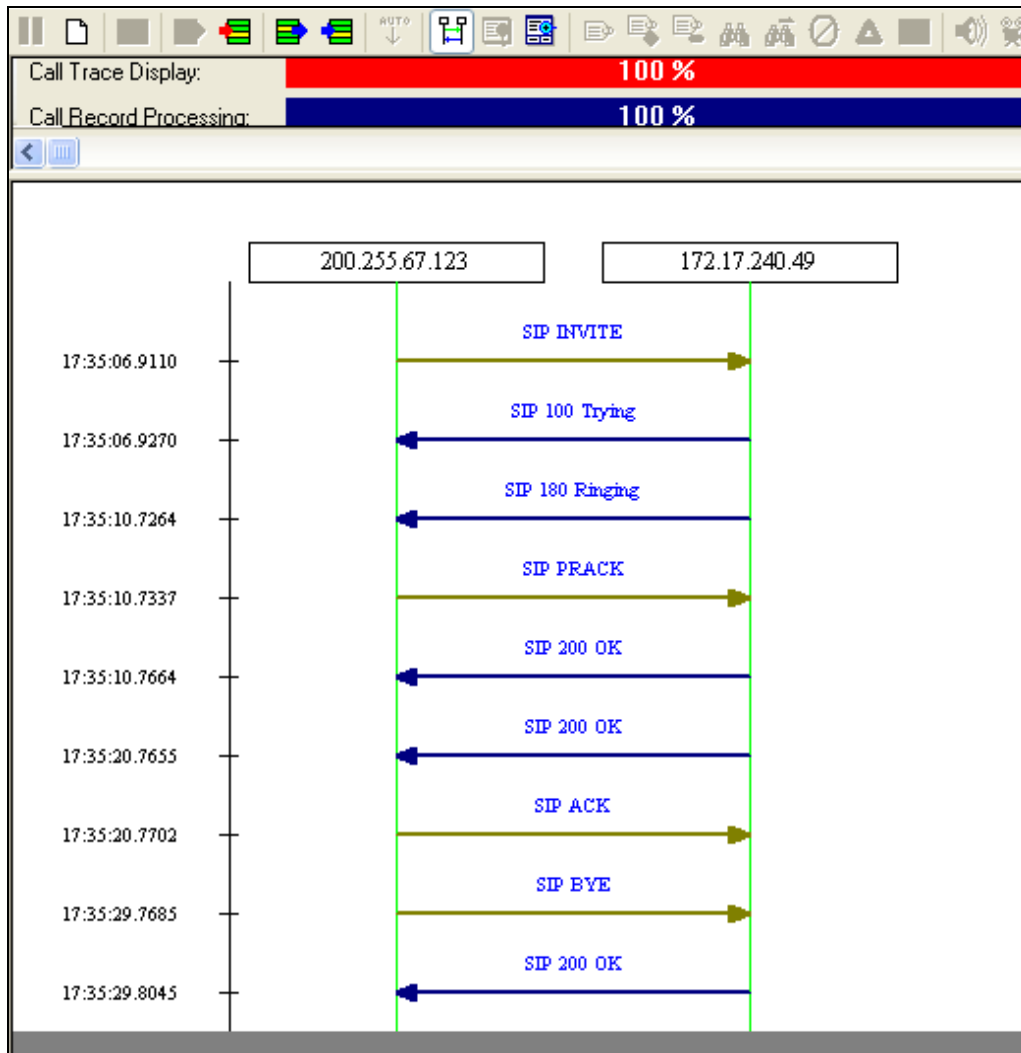 AUTO
Call Trace Display:
100 %
Call Record Processing:
100 %
200.255.67.123
172.17.240.49
SIP INVITE
17:35:06.9110
SIP 100 Trying
17:35:06.9270
SIP 180 Ringing
17:35:10.7264
SIP PRACK
17:35:10.7337
SIP 200 OK
17:35:10.7664
SIP 200 OK
17:35:20.7655
SIP ACK
17:35:20.7702
SIP BYE
17:35:29.7685
SIP 200 OK
17:35:29.8045